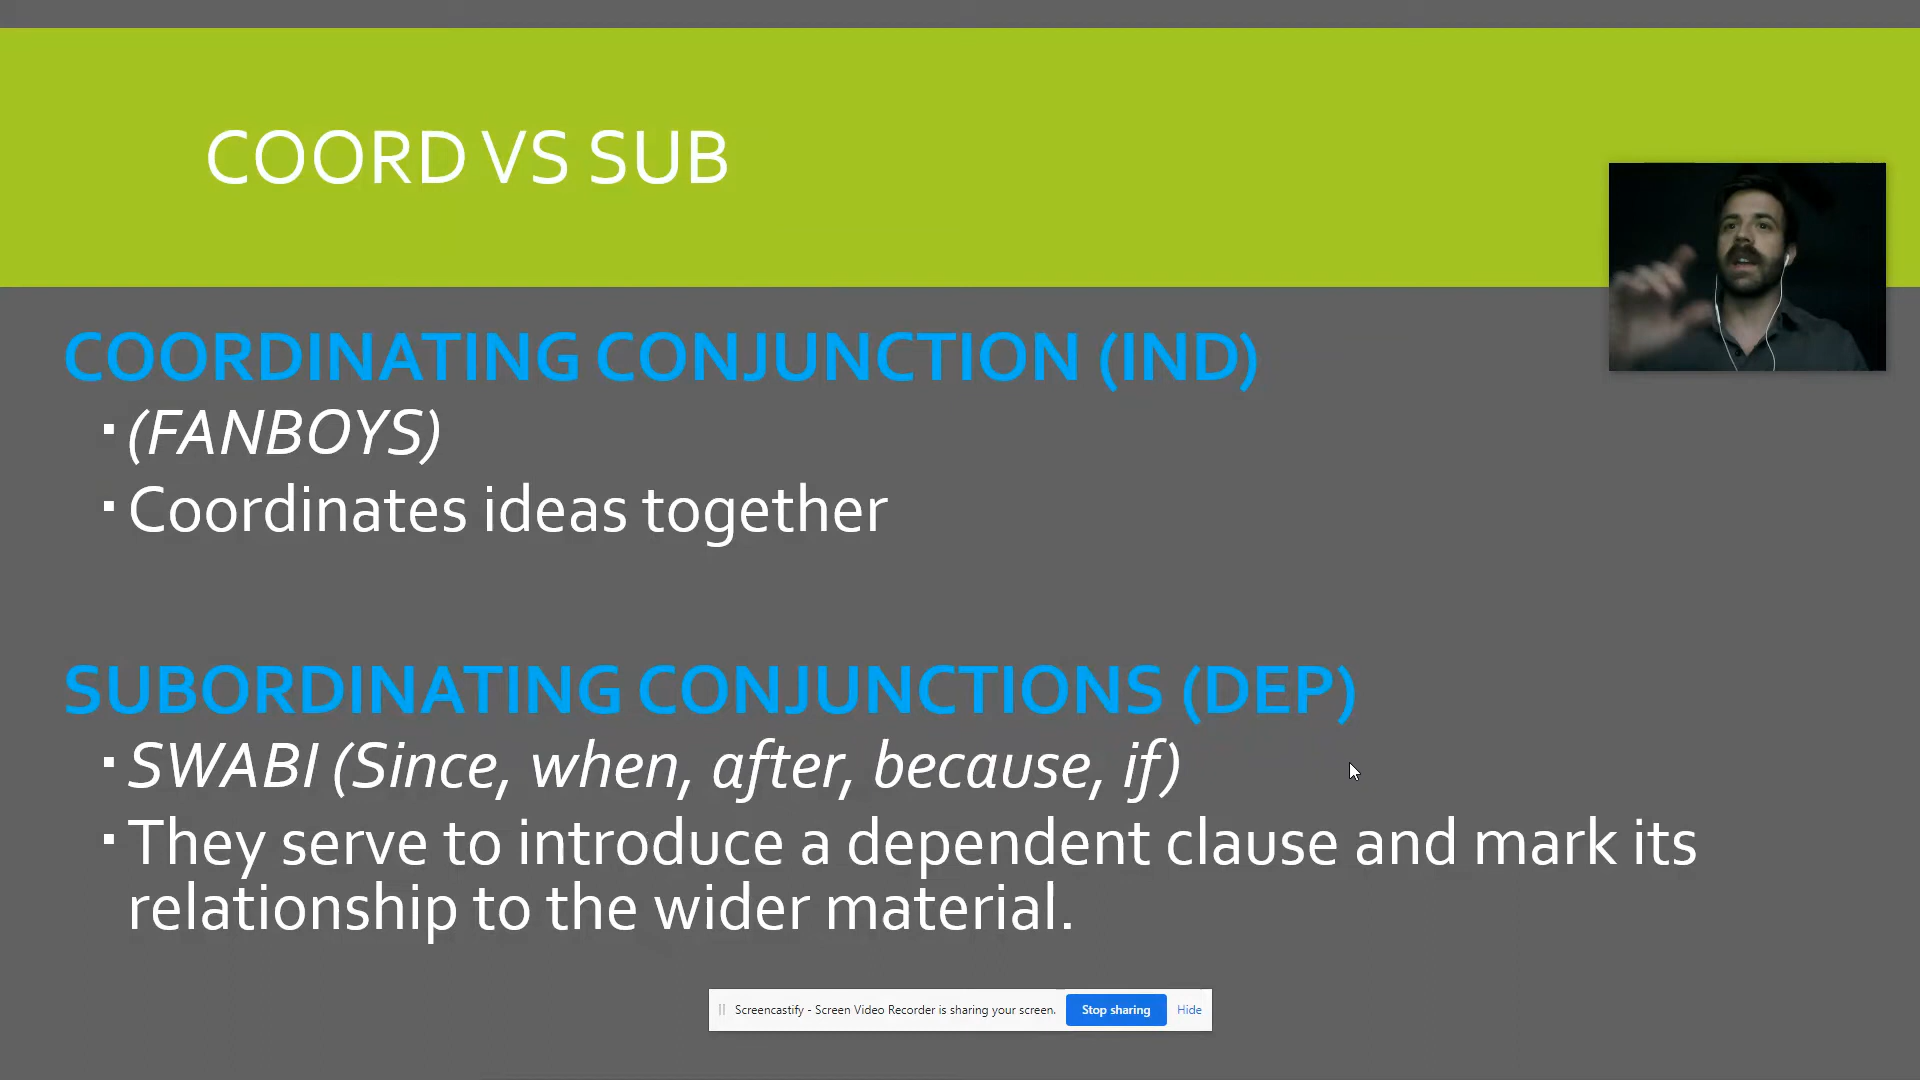 COORD VS SUB
COORDINATING CONJUNCTION (IND)
▪ (FANBOYS)
▪ Coordinates ideas together
SUBORDINATING CONJUNCTIONS (DEP)
▪ SWABI (Since, when, after, because, if)
▪ They serve to introduce a dependent clause and mark its
relationship to the wider material.
Screencastify - Screen Video Recorder is sharing your screen. Stop sharing Hide